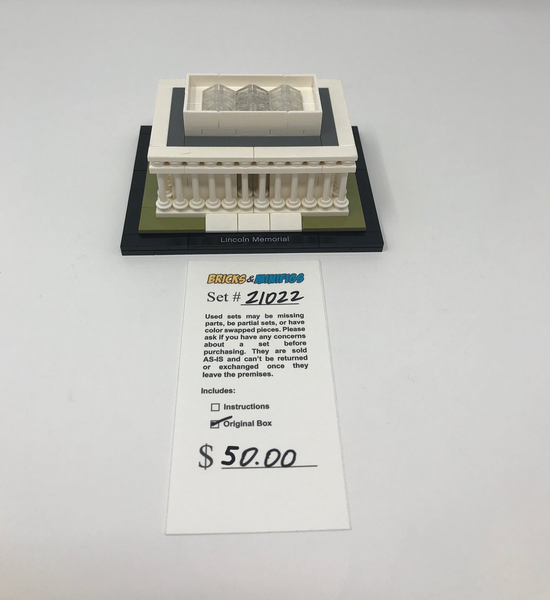 Lincoln Memorial
BRICKS & MINIFIGS
Set # 21022
Used sets may be missing
parts, be partial sets, or have
color swapped pieces. Please
ask if you have any concerns
about a set before
purchasing. They are sold
AS-IS and can't be returned
or exchanged once they
leave the premises.
Includes:
Instructions
Original Box
$ 50.00